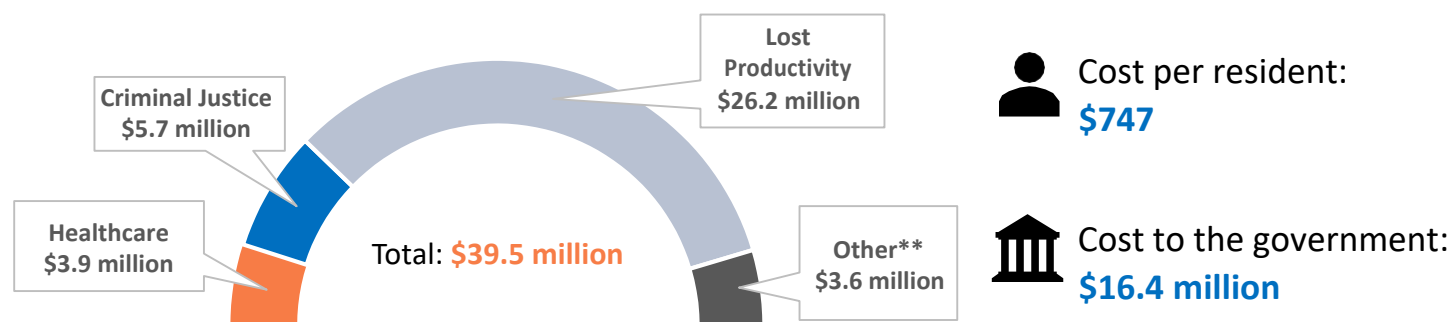 Lost
Productivity
$26.2 million
Criminal Justice
$5.7 million
Healthcare
$3.9 million
Total: $39.5 million
Other**
$3.6 million
Cost per resident:
$747
Cost to the government:
$16.4 million